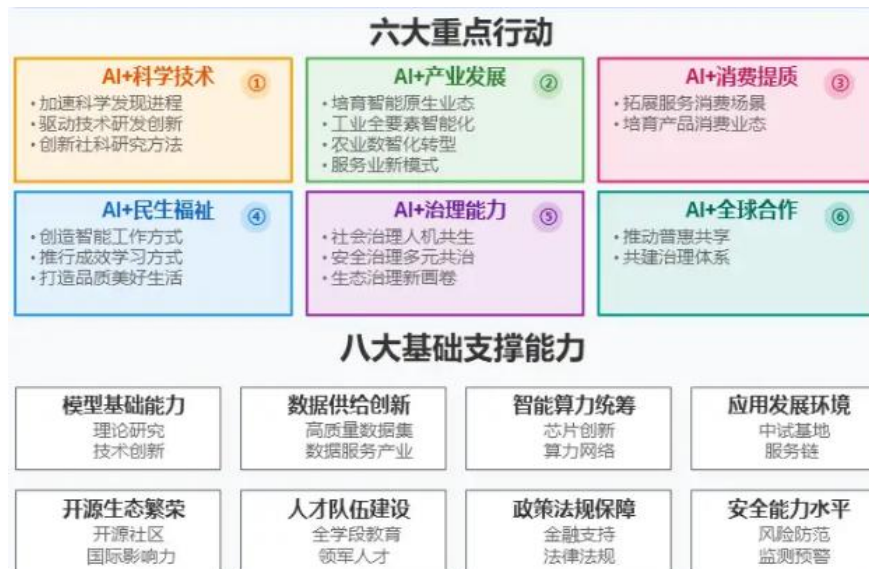 六大重点行动
AI+科学技术 ①
• 加速科学发现进程
• 驱动技术研发创新
• 创新社科研究方法
AI+产业发展 ②
• 培育智能原生业态
• 工业全要素智能化
• 农业数智化转型
• 服务业新模式
AI+消费提质 ③
• 拓展服务消费场景
• 培育产品消费业态
AI+民生福祉 ④
• 创造智能工作方式
• 推行成效学习方式
• 打造品质美好生活
AI+治理能力 ⑤
• 社会治理人机共生
• 安全治理多元共治
• 生态治理新画卷
AI+全球合作 ⑥
• 推动普惠共享
• 共建治理体系
八大基础支撑能力
模型基础能力
理论研究
技术创新
数据供给创新
高质量数据集
数据服务产业
智能算力统筹
芯片创新
算力网络
应用发展环境
中试基地
服务链
开源生态繁荣
开源社区
国际影响力
人才队伍建设
全学段教育
领军人才
政策法规保障
金融支持
法律法规
安全能力水平
风险防范
监测预警